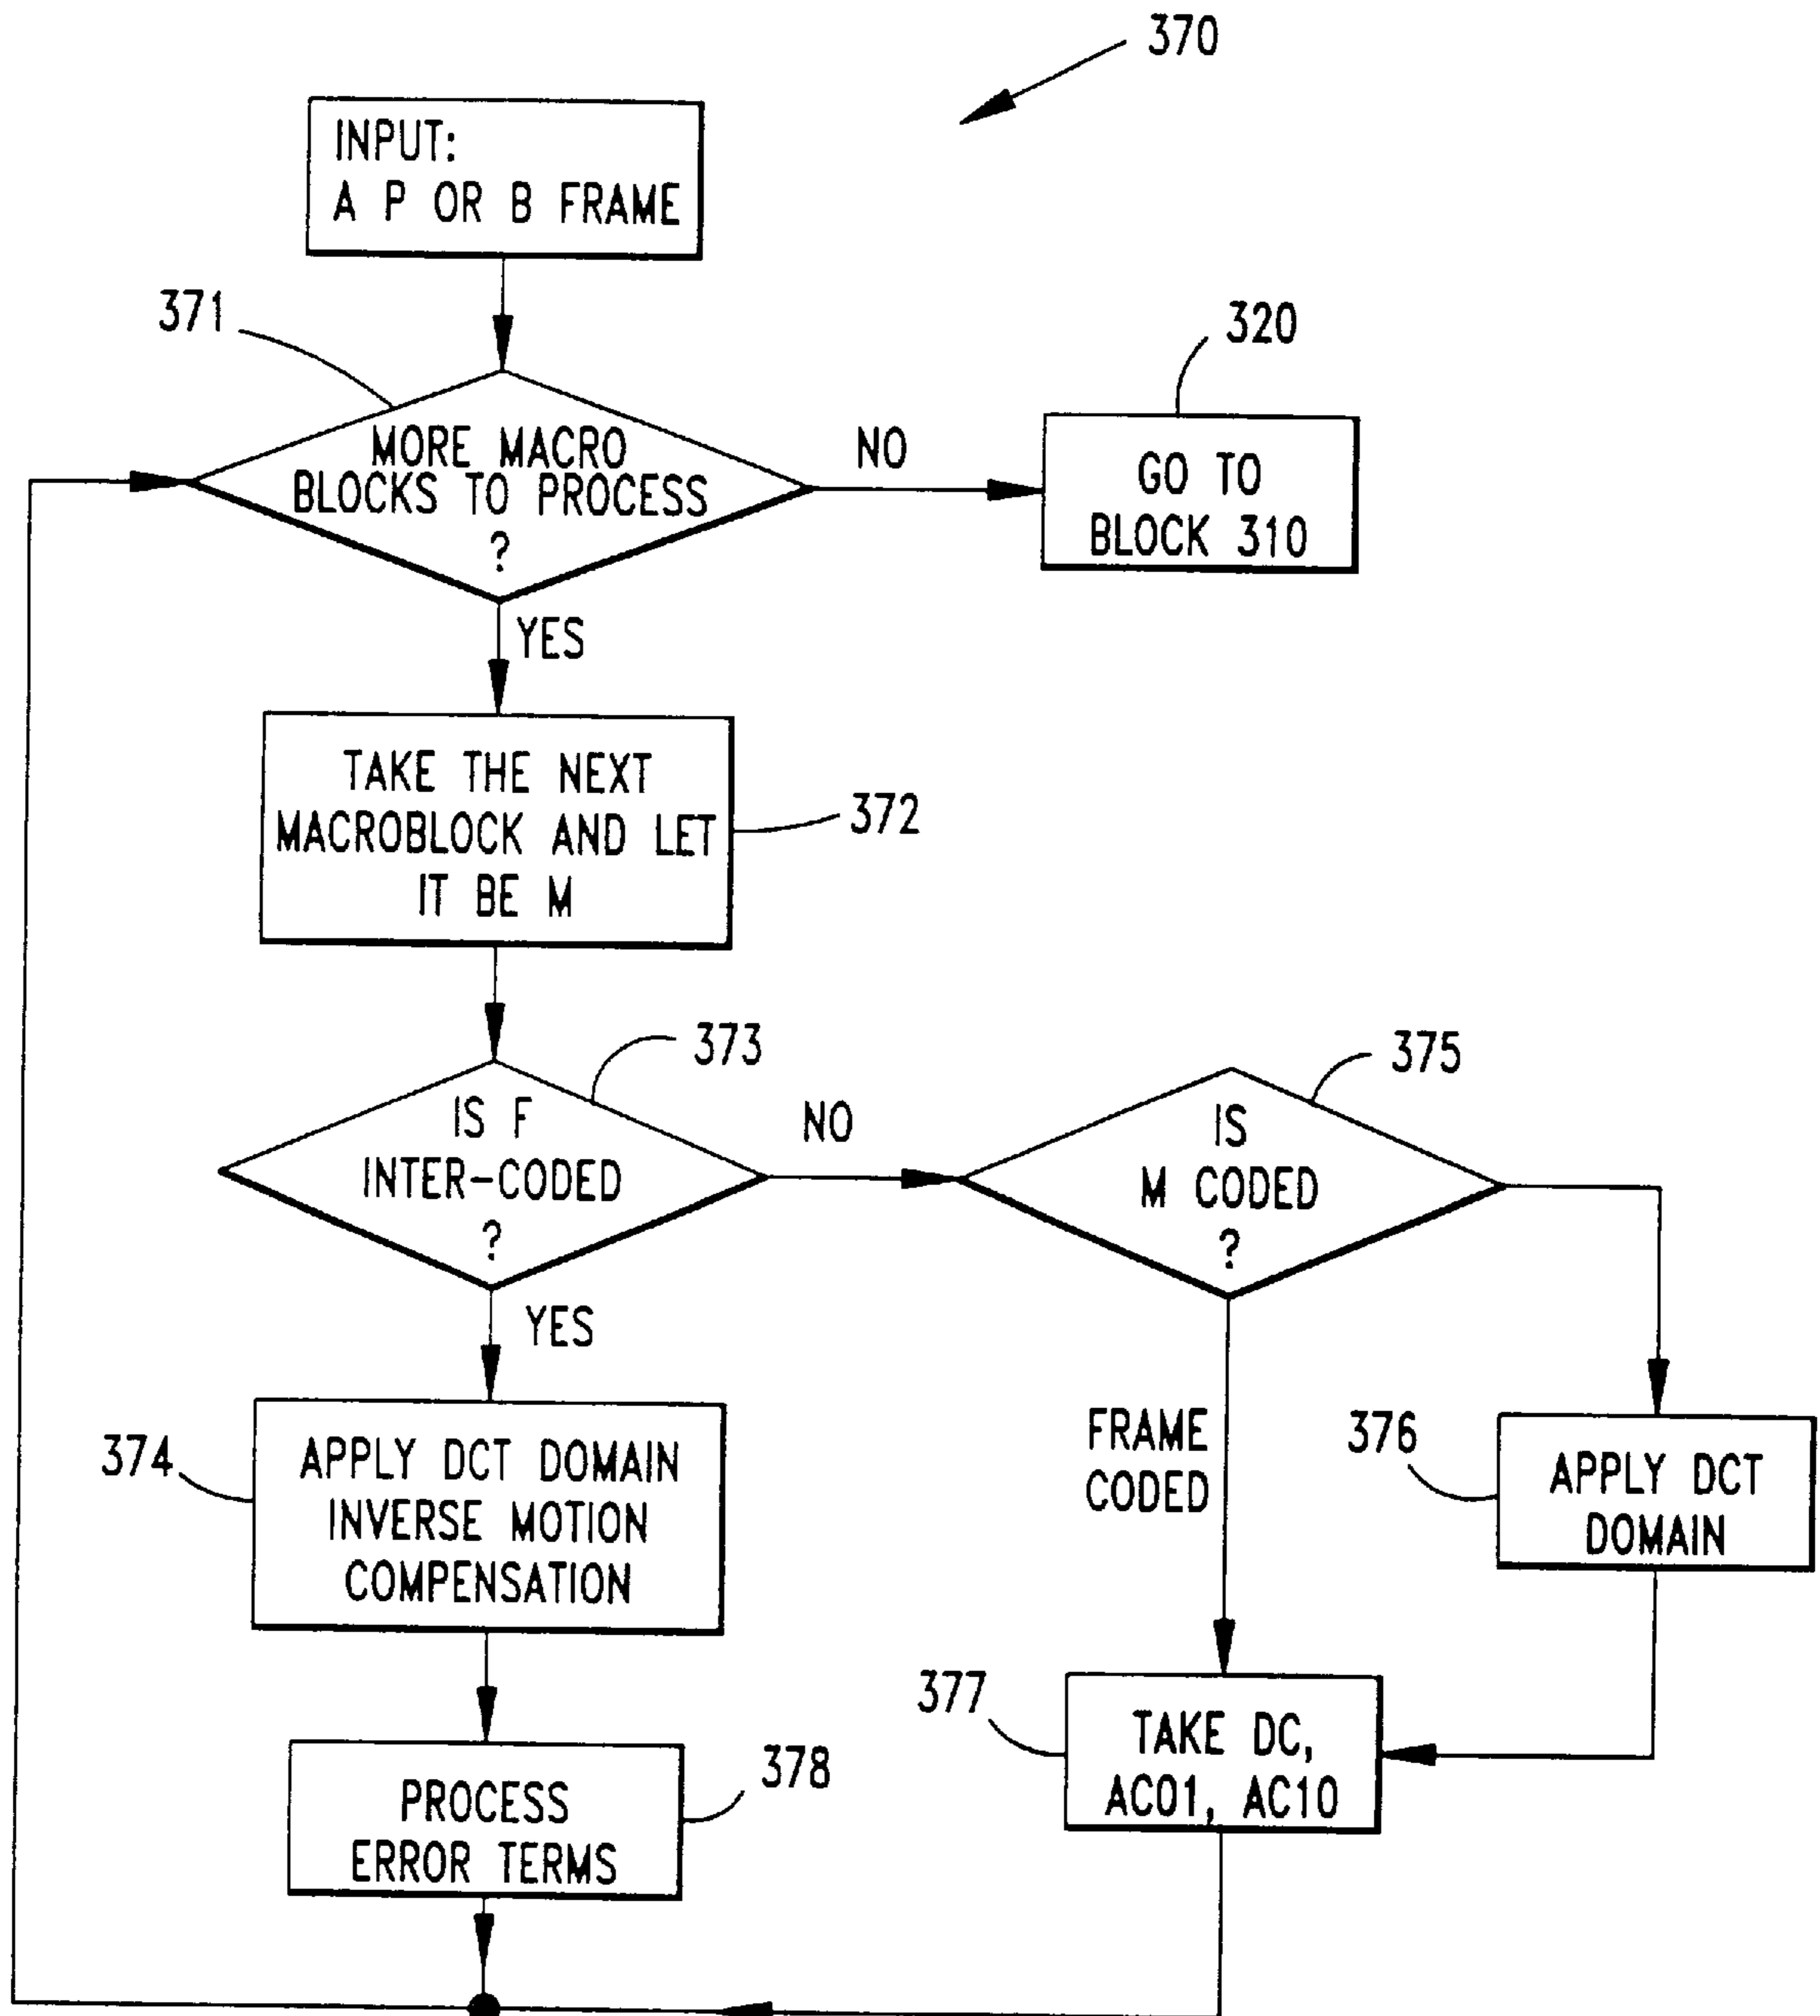 370
INPUT:
A P OR B FRAME
371
320
MORE MACRO
BLOCKS TO PROCESS
?
NO
GO TO
BLOCK 310
YES
TAKE THE NEXT
MACROBLOCK AND LET
IT BE M
372
373
IS F
INTER-CODED
?
NO
375
IS
M CODED
?
YES
374
APPLY DCT DOMAIN
INVERSE MOTION
COMPENSATION
FRAME
CODED
376
APPLY DCT
DOMAIN
377
TAKE DC,
AC01, AC10
378
PROCESS
ERROR TERMS